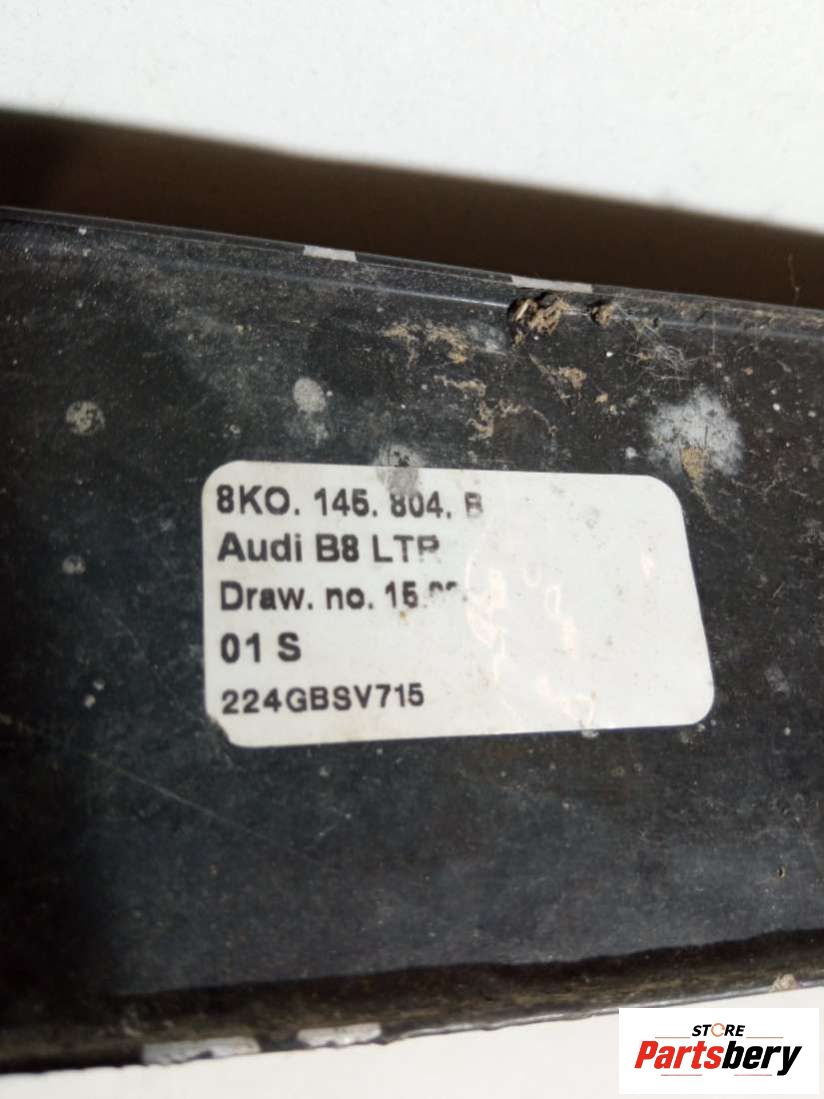 8KO. 145. 804. B
Audi B8 LTR
Draw. no. 15.
01 S
224GBSV715
STORE
Partsbery